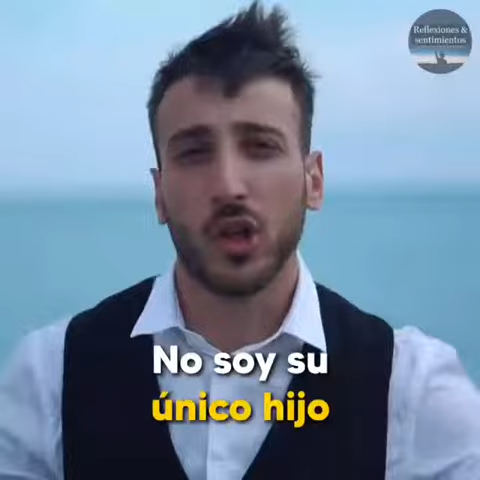 Reflexiones &
sentimientos
No soy su
único hijo